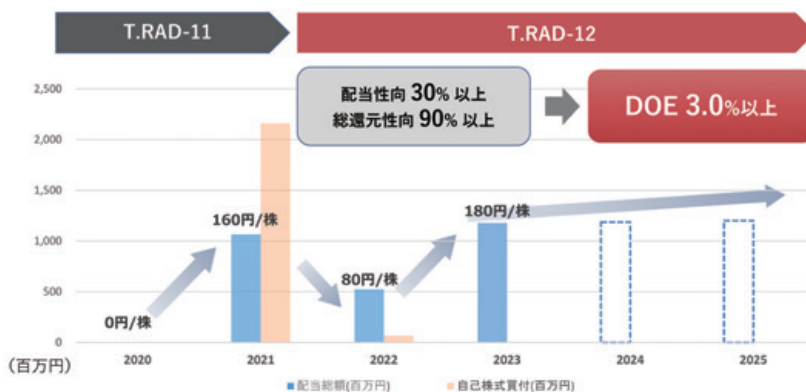 T.RAD-11
T.RAD-12
配当性向 30% 以上
総還元性向 90% 以上
DOE 3.0%以上
2,500
2,000
1,500
1,000
500
0
160円/株
80円/株
180円/株
0円/株
(百万円)
2020
2021
2022
2023
2024
2025
配当総額(百万円)
自己株式買付(百万円)